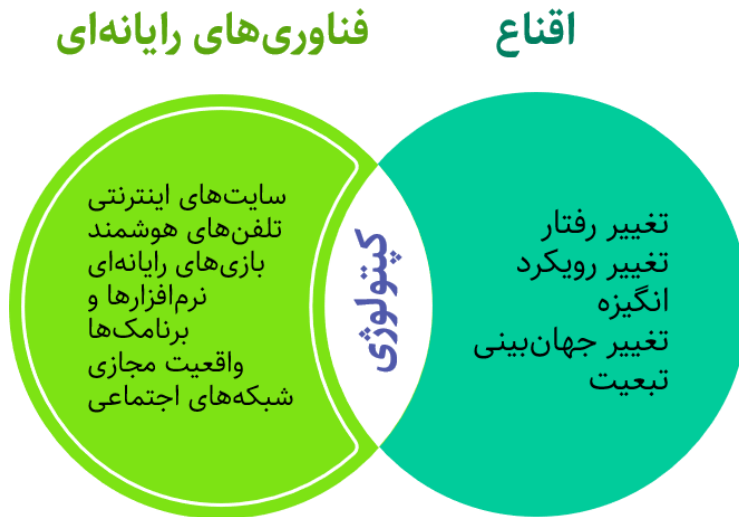 اقناع
فناوری‌های رایانه‌ای
تغییر رفتار
تغییر رویکرد
انگیزه
تغییر جهان‌بینی
تبعیت
کپتولوژی
سایت‌های اینترنتی
تلفن‌های هوشمند
بازی‌های رایانه‌ای
نرم‌افزارها و
برنامک‌ها
واقعیت مجازی
شبکه‌های اجتماعی